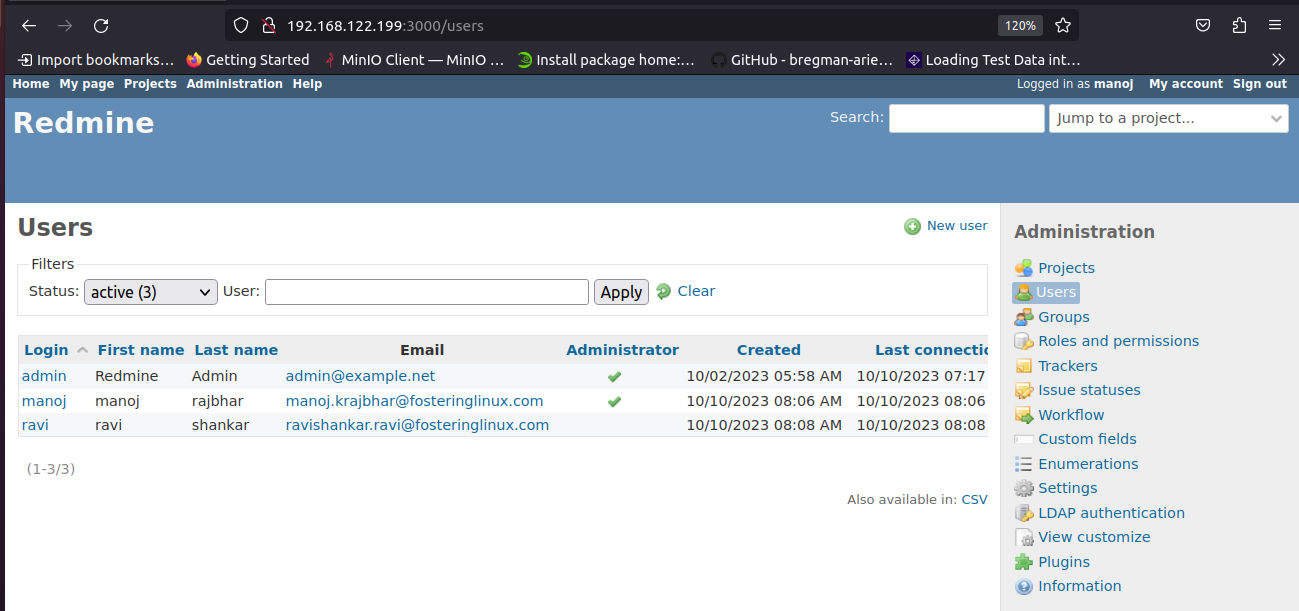 192.168.122.199:3000/users 120%
Import bookmarks... Getting Started MinIO Client — MinIO ... Install package home:... GitHub - bregman-arie... Loading Test Data int...
Home My page Projects Administration Help Logged in as manoj My account Sign out
Redmine Search: Jump to a project...
Users New user
Filters
Status: active (3) User: Apply Clear
Login First name Last name Email Administrator Created Last connectio
admin Redmine Admin admin@example.net 10/02/2023 05:58 AM 10/10/2023 07:17
manoj manoj rajbhar manoj.krajbhar@fosteringlinux.com 10/10/2023 08:06 AM 10/10/2023 08:06
ravi ravi shankar ravishankar.ravi@fosteringlinux.com 10/10/2023 08:08 AM 10/10/2023 08:08
(1-3/3)
Also available in: CSV
Administration
Projects
Users
Groups
Roles and permissions
Trackers
Issue statuses
Workflow
Custom fields
Enumerations
Settings
LDAP authentication
View customize
Plugins
Information